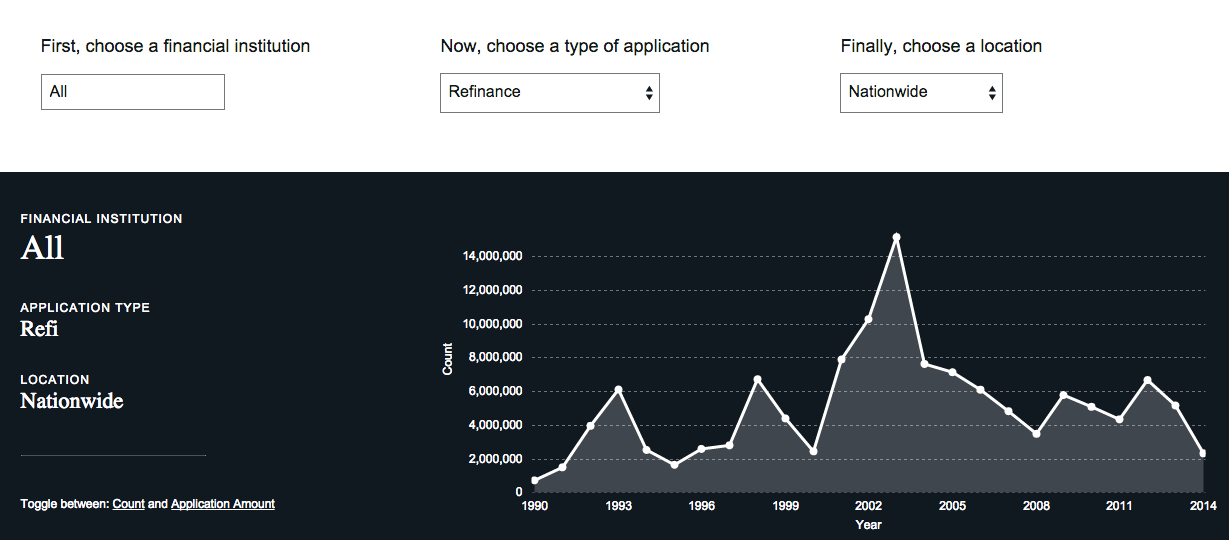 First, choose a financial institution
Now, choose a type of application
Finally, choose a location
All
Refinance
Nationwide
FINANCIAL INSTITUTION
All
APPLICATION TYPE
Refi
LOCATION
Nationwide
Toggle between: Count and Application Amount
Count
14,000,000
12,000,000
10,000,000
8,000,000
6,000,000
4,000,000
2,000,000
0
1990 1993 1996 1999 2002 2005 2008 2011 2014
Year